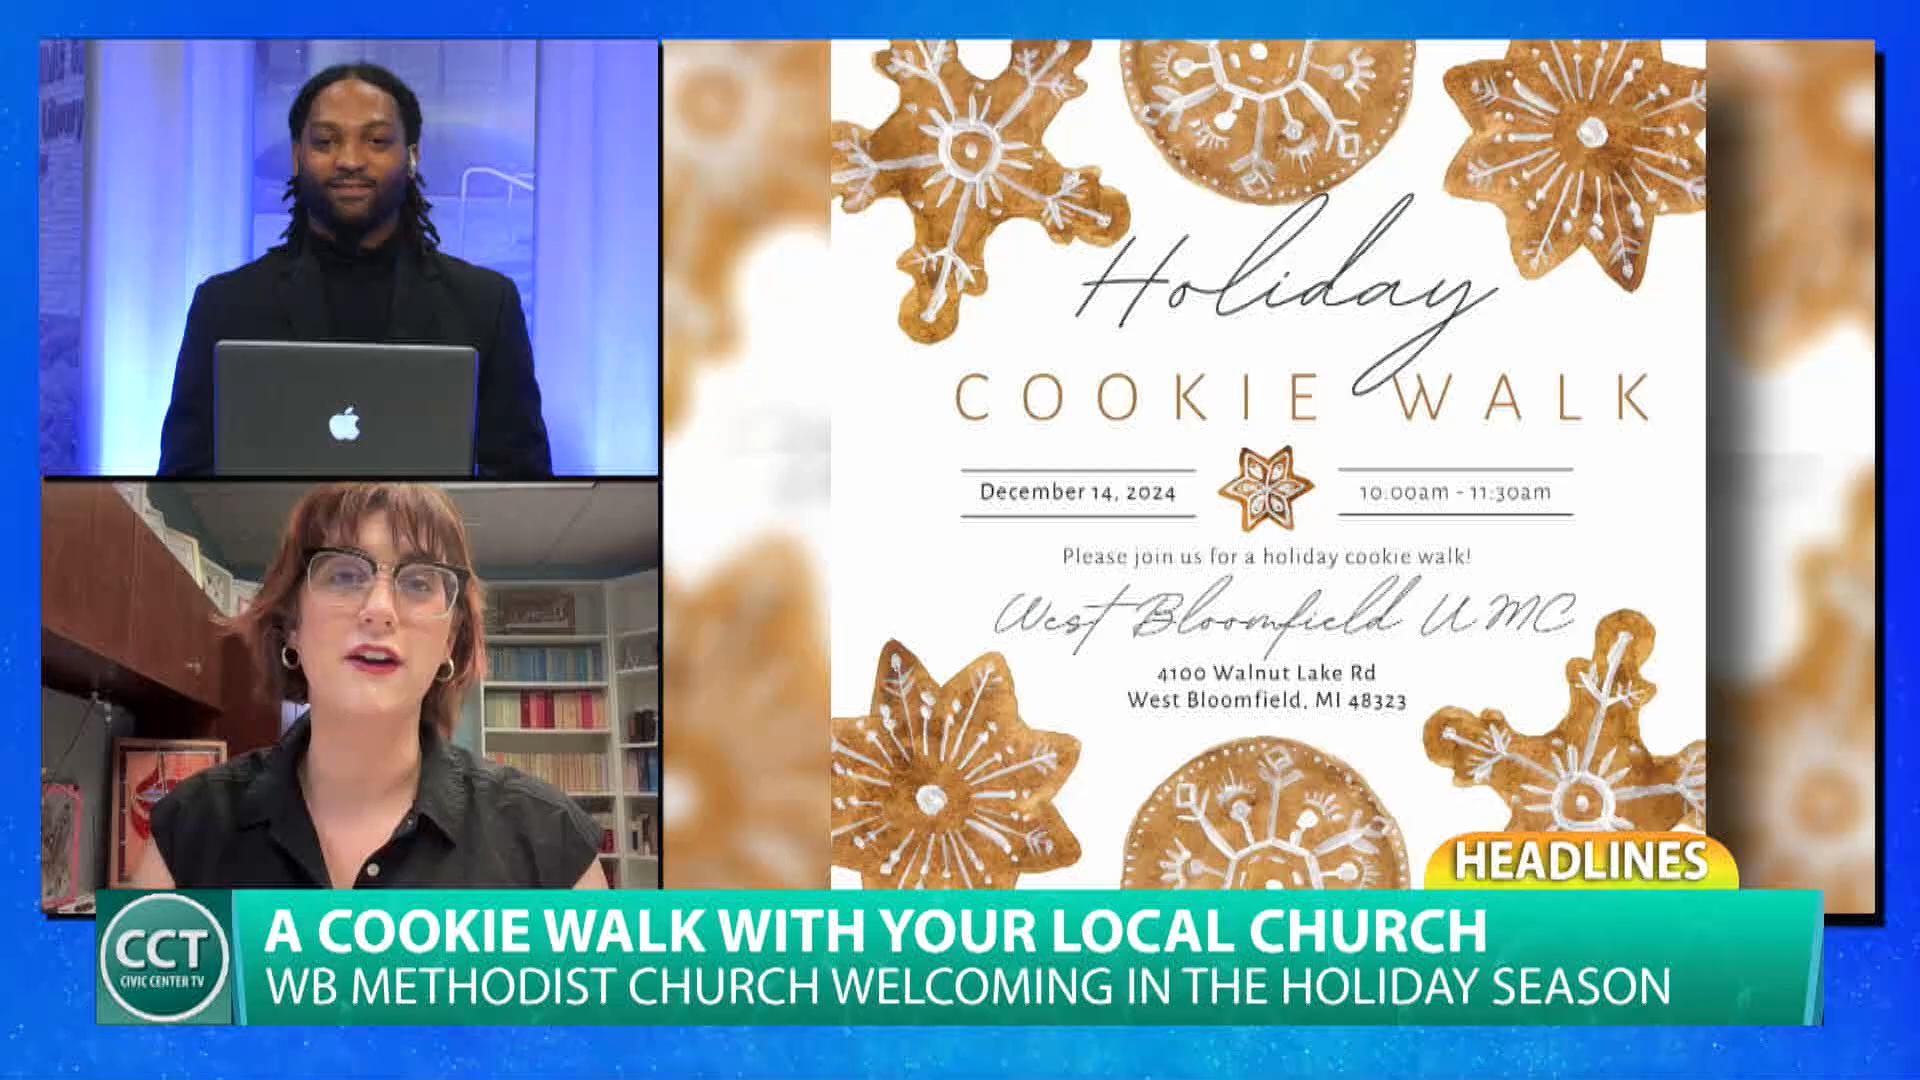 Holiday
COOKIE WALK
December 14, 2024
10.00am - 11:30am
Please join us for a holiday cookie walk!
West Bloomfield UMC
4100 Walnut Lake Rd
West Bloomfield, MI 48323
HEADLINES
CCT
CIVIC CENTER TV
A COOKIE WALK WITH YOUR LOCAL CHURCH
WB METHODIST CHURCH WELCOMING IN THE HOLIDAY SEASON